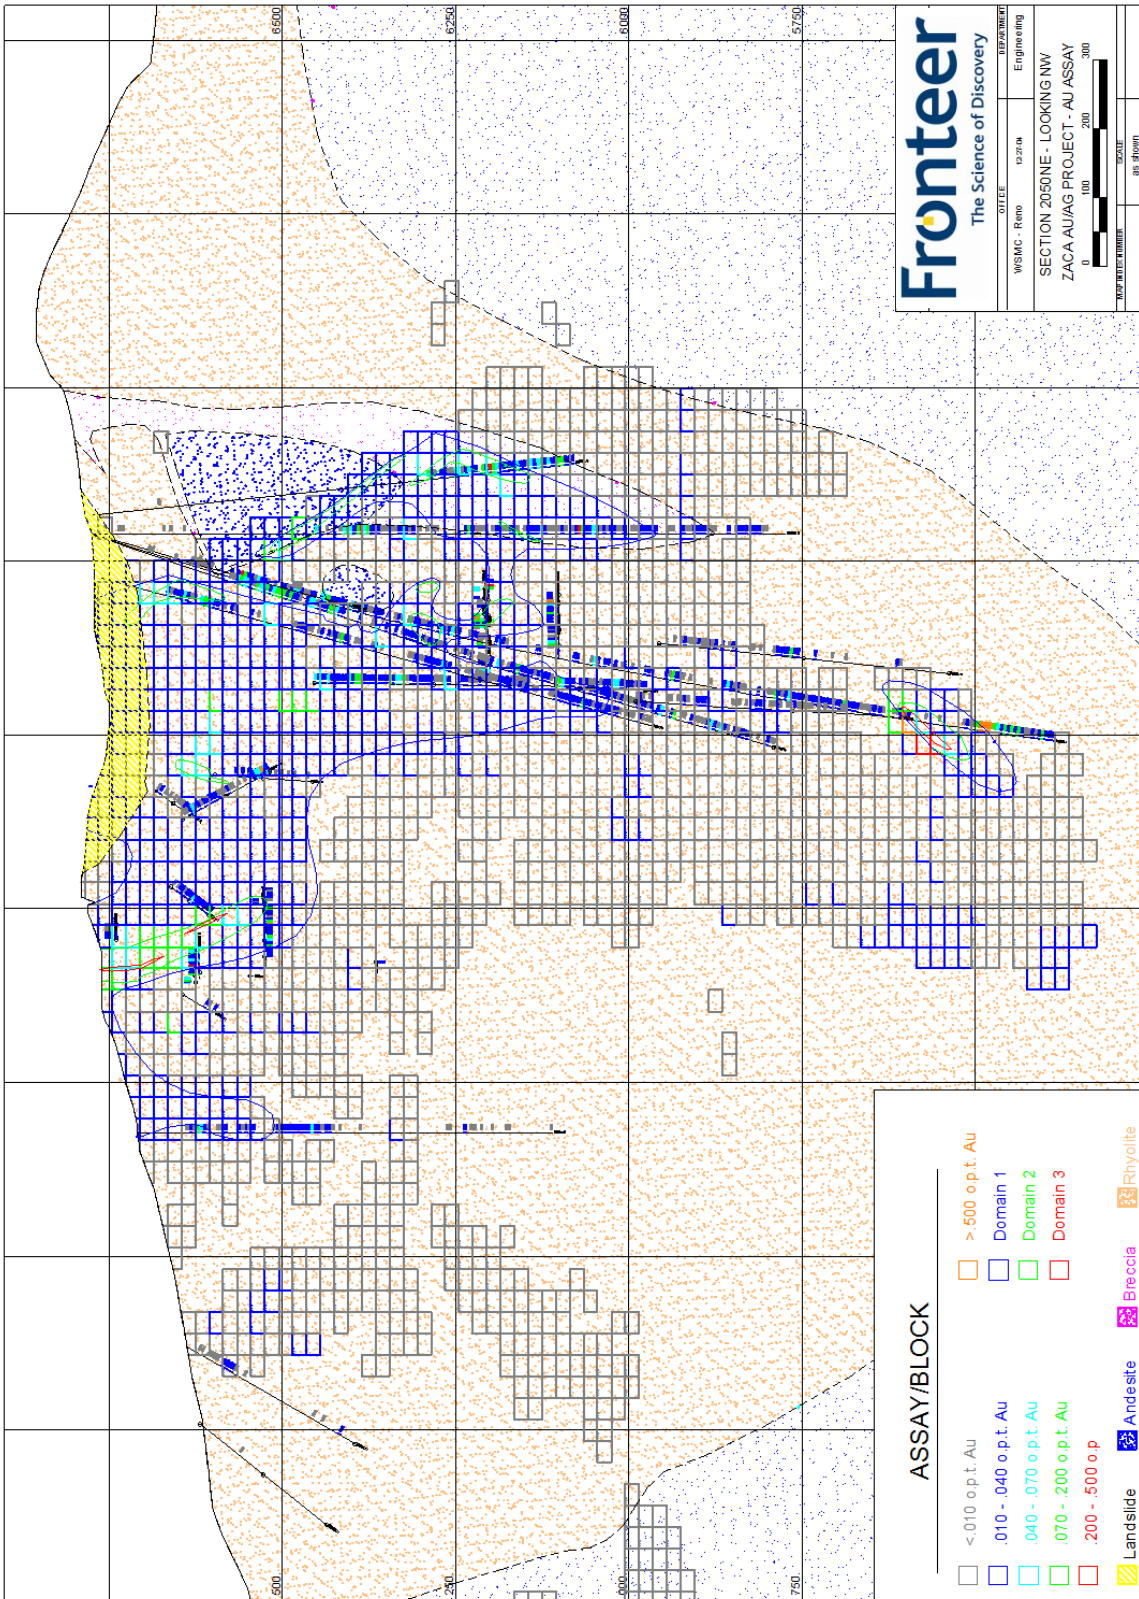 6500
6250
6000
5750
500
250
000
750
Fronteer
The Science of Discovery
OFFICE
DEPARTMENT
WSMC - Reno
12-27-04
Engineering
SECTION 2050NE - LOOKING NW
ZACA AU/AG PROJECT - AU ASSAY
0 100 200 300
MAP INDEX NUMBER
SCALE
as shown
ASSAY/BLOCK
<.010 o.p.t. Au
.010 - .040 o.p.t. Au
.040 - .070 o.p.t. Au
.070 - .200 o.p.t. Au
.200 - .500 o.p
> .500 o.p.t. Au
Domain 1
Domain 2
Domain 3
Landslide
Andesite
Breccia
Rhyolite